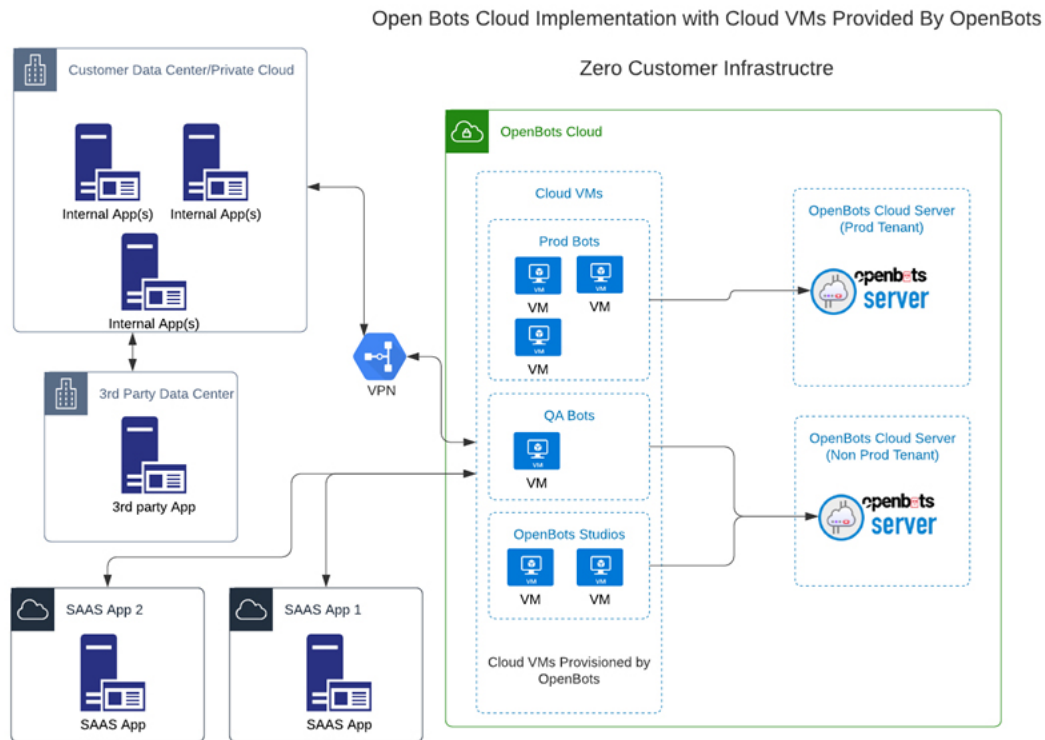 Open Bots Cloud Implementation with Cloud VMs Provided By OpenBots
Zero Customer Infrastructre
Customer Data Center/Private Cloud
Internal App(s)
Internal App(s)
Internal App(s)
3rd Party Data Center
3rd party App
VPN
SAAS App 2
SAAS App
SAAS App 1
SAAS App
OpenBots Cloud
Cloud VMs
Prod Bots
VM
VM
VM
VM
VM
VM
QA Bots
VM
VM
OpenBots Studios
VM
VM
VM
VM
Cloud VMs Provisioned by
OpenBots
OpenBots Cloud Server
(Prod Tenant)
openbots
server
OpenBots Cloud Server
(Non Prod Tenant)
openbots
server